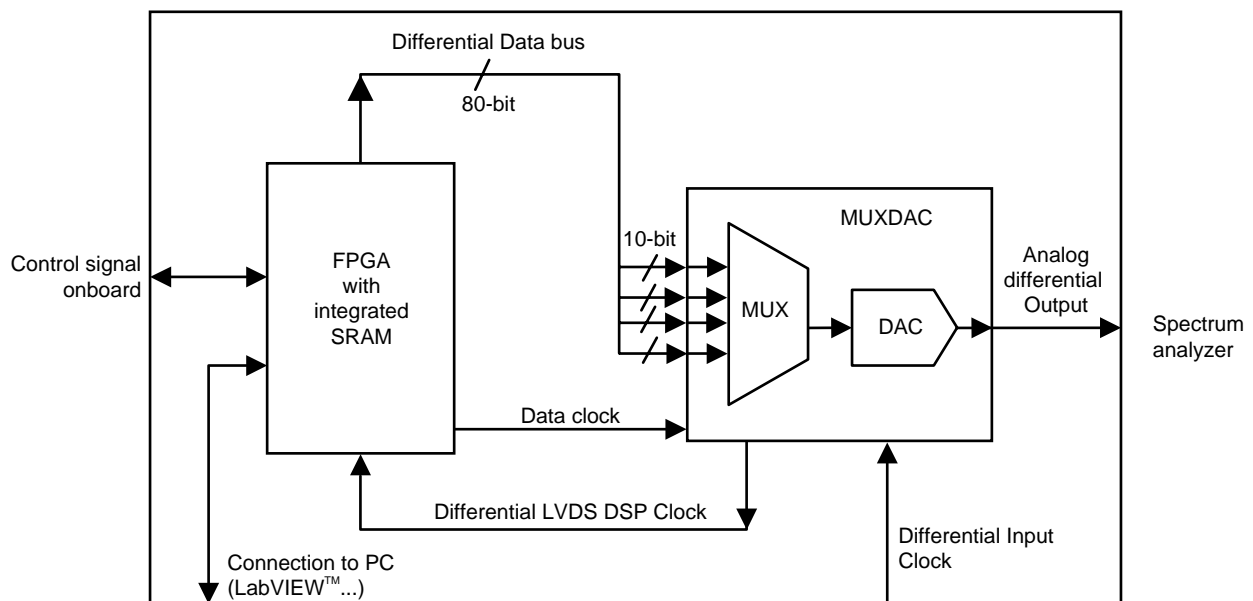 Differential Data bus
80-bit
MUXDAC
10-bit
Control signal
onboard
FPGA
with
integrated
SRAM
MUX
DAC
Analog
differential
Output
Spectrum
analyzer
Data clock
Differential LVDS DSP Clock
Differential Input
Clock
Connection to PC
(LabVIEW™...)